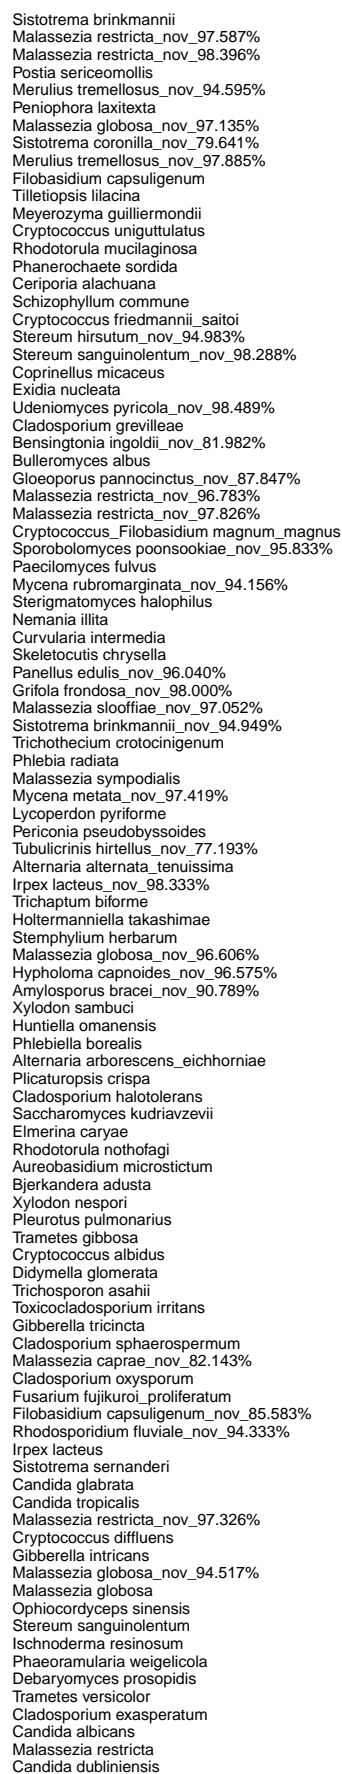 Sistotrema brinkmannii
Malassezia restricta_nov_97.587%
Malassezia restricta_nov_98.396%
Postia sericeomollis
Merulius tremellosus_nov_94.595%
Peniophora laxitexta
Malassezia globosa_nov_97.135%
Sistotrema coronilla_nov_79.641%
Merulius tremellosus_nov_97.885%
Filobasidium capsuligenum
Tilletiopsis lilacina
Meyerozyma guilliermondii
Cryptococcus uniguttulatus
Rhodotorula mucilaginosa
Phanerochaete sordida
Ceriporia alachuana
Schizophyllum commune
Cryptococcus friedmannii_saitoi
Stereum hirsutum_nov_94.983%
Stereum sanguinolentum_nov_98.288%
Coprinellus micaceus
Exidia nucleata
Udeniomyces pyricola_nov_98.489%
Cladosporium grevilleae
Bensingtonia ingoldii_nov_81.982%
Bulleromyces albus
Gloeoporus pannocinctus_nov_87.847%
Malassezia restricta_nov_96.783%
Malassezia restricta_nov_97.826%
Cryptococcus_Filobasidium magnum_magnus
Sporobolomyces poonsookiae_nov_95.833%
Paecilomyces fulvus
Mycena rubromarginata_nov_94.156%
Sterigmatomyces halophilus
Nemania illita
Curvularia intermedia
Skeletocutis chrysella
Panellus edulis_nov_96.040%
Grifola frondosa_nov_98.000%
Malassezia slooffiae_nov_97.052%
Sistotrema brinkmannii_nov_94.949%
Trichothecium crotocinigenum
Phlebia radiata
Malassezia sympodialis
Mycena metata_nov_97.419%
Lycoperdon pyriforme
Periconia pseudobyssoides
Tubulicrinis hirtellus_nov_77.193%
Alternaria alternata_tenuissima
Irpex lacteus_nov_98.333%
Trichaptum biforme
Holtermanniella takashimae
Stemphylium herbarum
Malassezia globosa_nov_96.606%
Hypholoma capnoides_nov_96.575%
Amylosporus bracei_nov_90.789%
Xylodon sambuci
Huntiella omanensis
Phlebiella borealis
Alternaria arborescens_eichhorniae
Plicaturopsis crispa
Cladosporium halotolerans
Saccharomyces kudriavzevii
Elmerina caryae
Rhodotorula nothofagi
Aureobasidium microstictum
Bjerkandera adusta
Xylodon nespori
Pleurotus pulmonarius
Trametes gibbosa
Cryptococcus albidus
Didymella glomerata
Trichosporon asahii
Toxicocladosporium irritans
Gibberella tricincta
Cladosporium sphaerospermum
Malassezia caprae_nov_82.143%
Cladosporium oxysporum
Fusarium fujikuroi_proliferatum
Filobasidium capsuligenum_nov_85.583%
Rhodosporidium fluviale_nov_94.333%
Irpex lacteus
Sistotrema sernanderi
Candida glabrata
Candida tropicalis
Malassezia restricta_nov_97.326%
Cryptococcus diffluens
Gibberella intricans
Malassezia globosa_nov_94.517%
Malassezia globosa
Ophiocordyceps sinensis
Stereum sanguinolentum
Ischnoderma resinosum
Phaeoramularia weigelicola
Debaryomyces prosopidis
Trametes versicolor
Cladosporium exasperatum
Candida albicans
Malassezia restricta
Candida dubliniensis